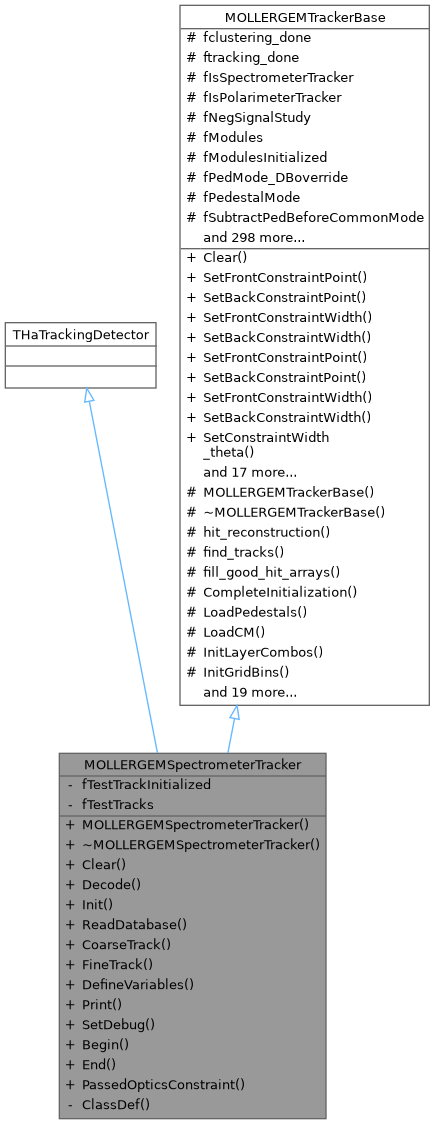 MOLLERGEMTrackerBase
# fclustering_done
# ftracking_done
# fIsSpectrometerTracker
# fIsPolarimeterTracker
# fNegSignalStudy
# fModules
# fModulesInitialized
# fPedMode_DBoverride
# fPedestalMode
# fSubtractPedBeforeCommonMode
and 298 more...
+ Clear()
+ SetFrontConstraintPoint()
+ SetBackConstraintPoint()
+ SetFrontConstraintWidth()
+ SetBackConstraintWidth()
+ SetFrontConstraintPoint()
+ SetBackConstraintPoint()
+ SetFrontConstraintWidth()
+ SetBackConstraintWidth()
+ SetConstraintWidth
_theta()
and 17 more...
# MOLLERGEMTrackerBase()
# ~MOLLERGEMTrackerBase()
# hit_reconstruction()
# find_tracks()
# fill_good_hit_arrays()
# CompleteInitialization()
# LoadPedestals()
# LoadCM()
# InitLayerCombos()
# InitGridBins()
and 19 more...
THaTrackingDetector
MOLLERGEMSpectrometerTracker
- fTestTrackInitialized
- fTestTracks
+ MOLLERGEMSpectrometerTracker()
+ ~MOLLERGEMSpectrometerTracker()
+ Clear()
+ Decode()
+ Init()
+ ReadDatabase()
+ CoarseTrack()
+ FineTrack()
+ DefineVariables()
+ Print()
+ SetDebug()
+ Begin()
+ End()
+ PassedOpticsConstraint()
- ClassDef()